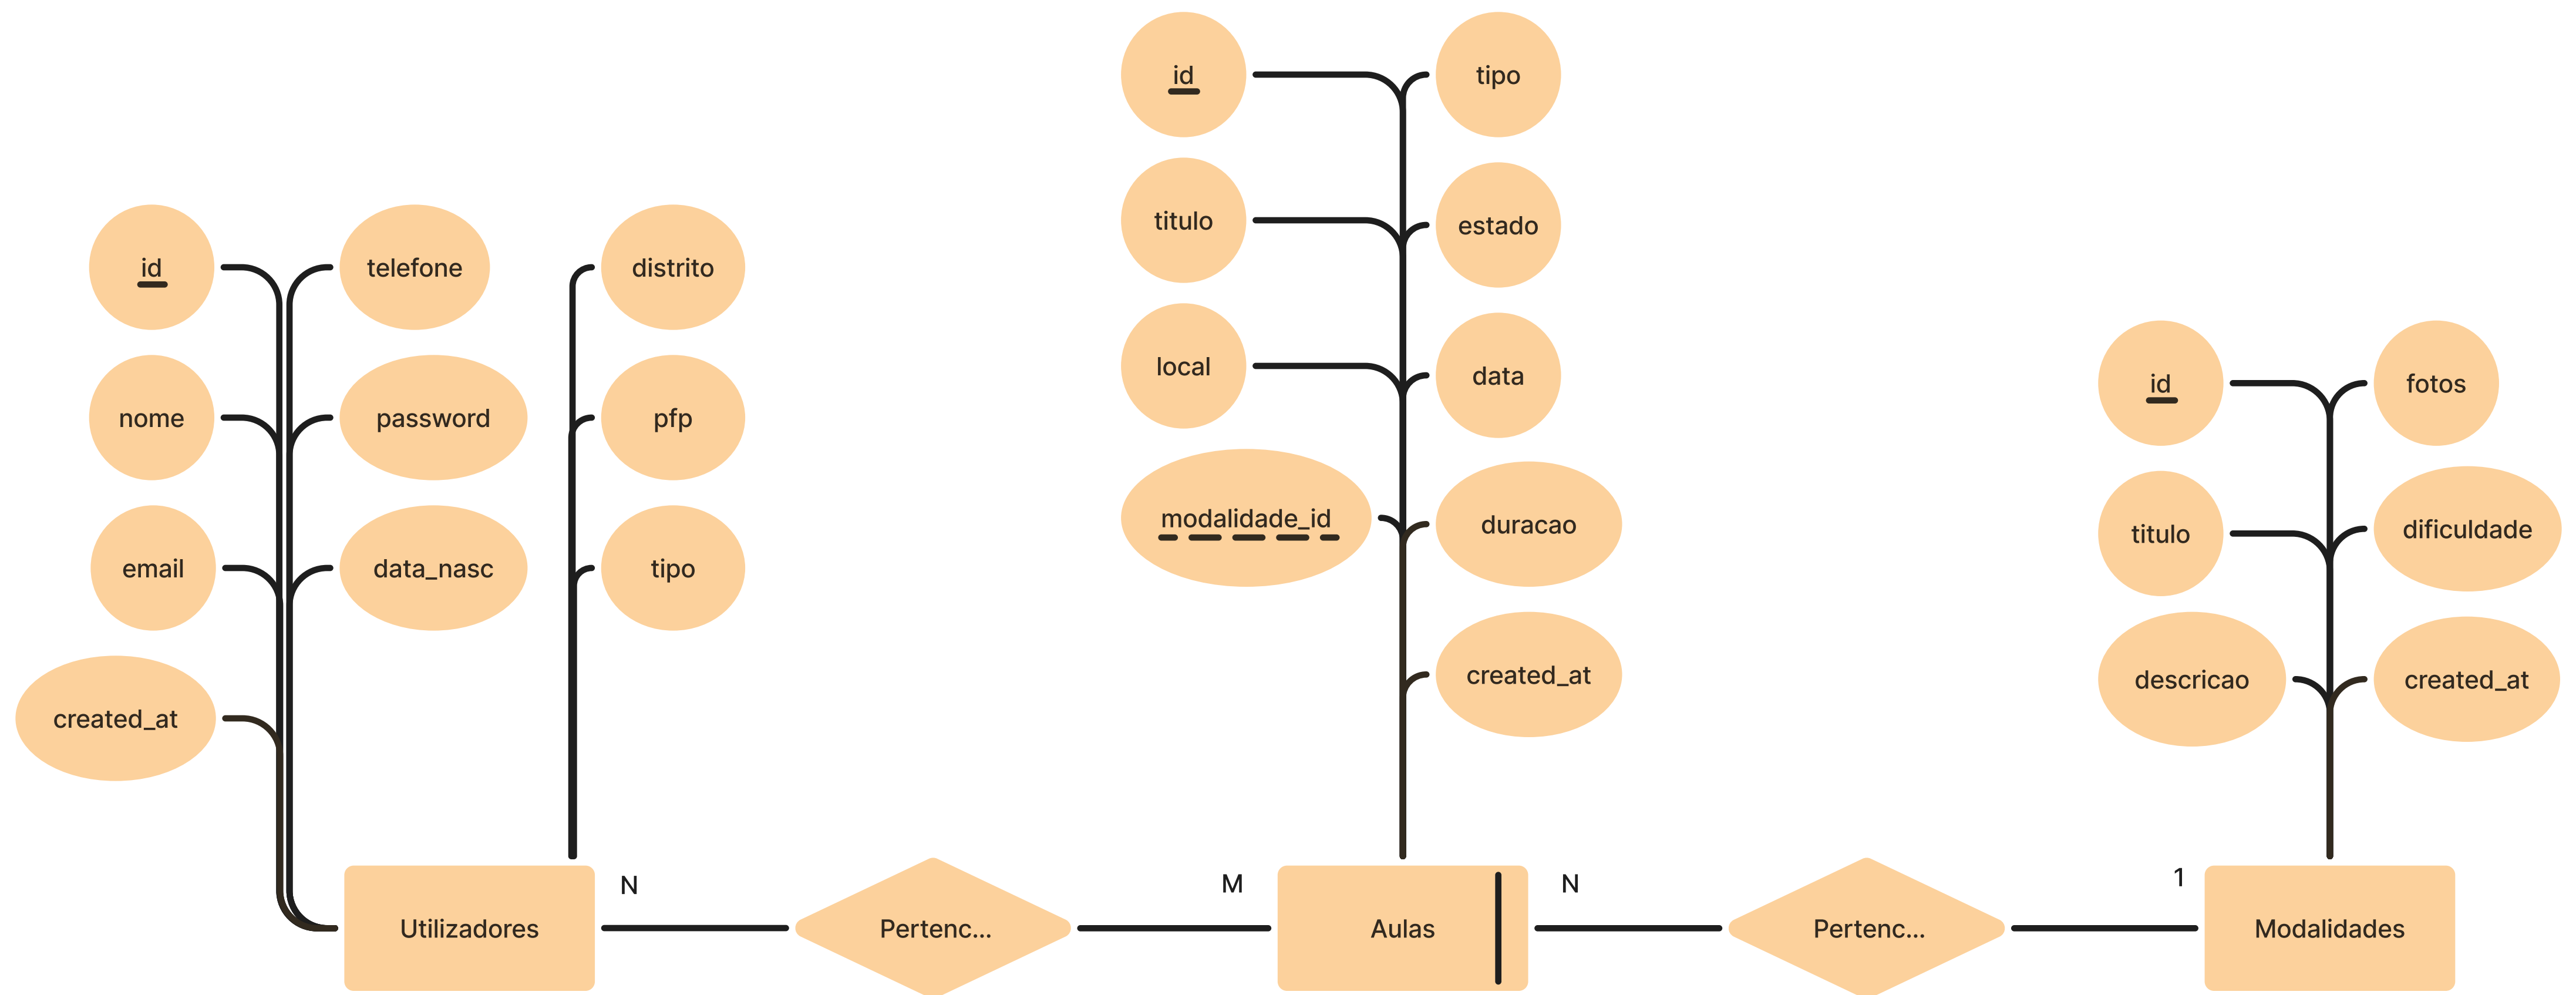 id
tipo
titulo
estado
id
telefone
distrito
local
data
id
fotos
nome
password
pfp
modalidade_id
duracao
titulo
dificuldade
email
data_nasc
tipo
created_at
descricao
created_at
created_at
Utilizadores
N
Pertenc...
M
Aulas
N
Pertenc...
1
Modalidades